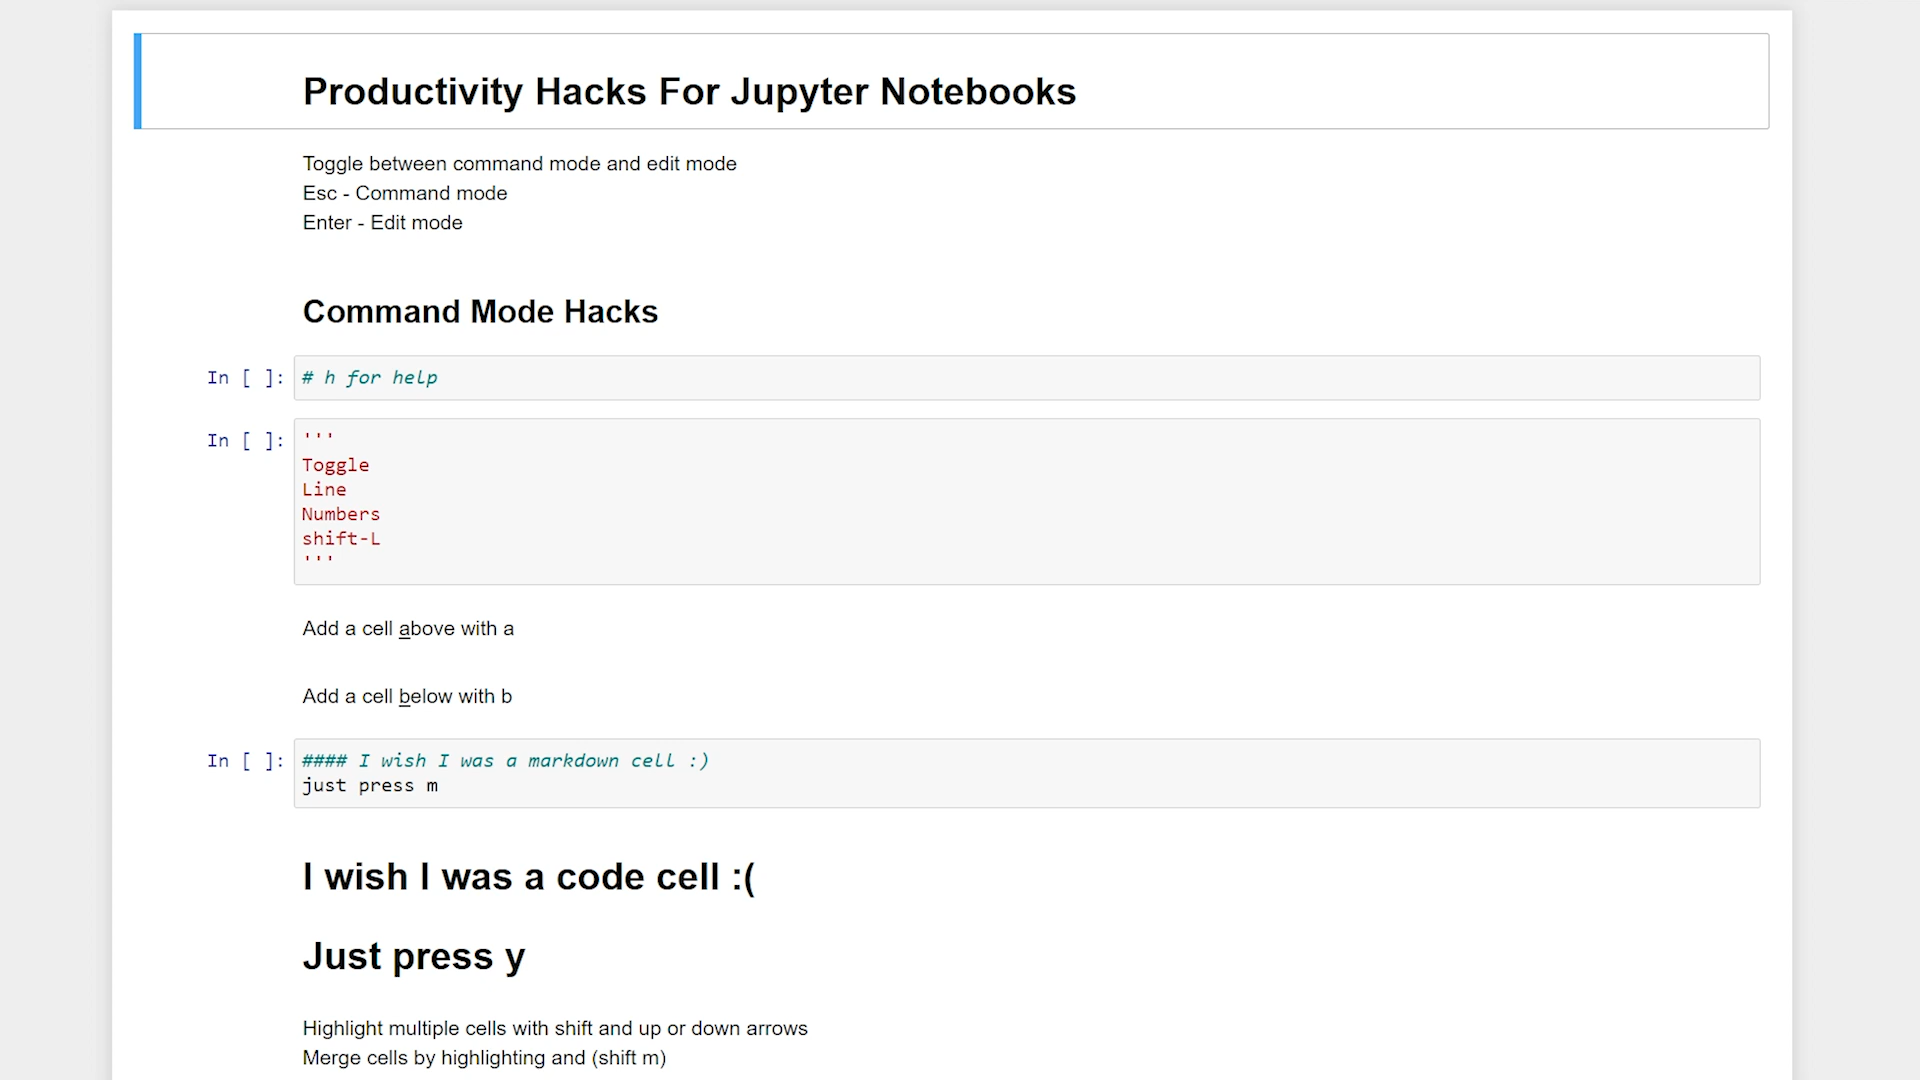 Productivity Hacks For Jupyter Notebooks
Toggle between command mode and edit mode
Esc - Command mode
Enter - Edit mode
Command Mode Hacks
In [ ]: # h for help
In [ ]: '''
Toggle
Line
Numbers
shift-L
'''
Add a cell above with a
Add a cell below with b
In [ ]: #### I wish I was a markdown cell :)
just press m
I wish I was a code cell :(
Just press y
Highlight multiple cells with shift and up or down arrows
Merge cells by highlighting and (shift m)